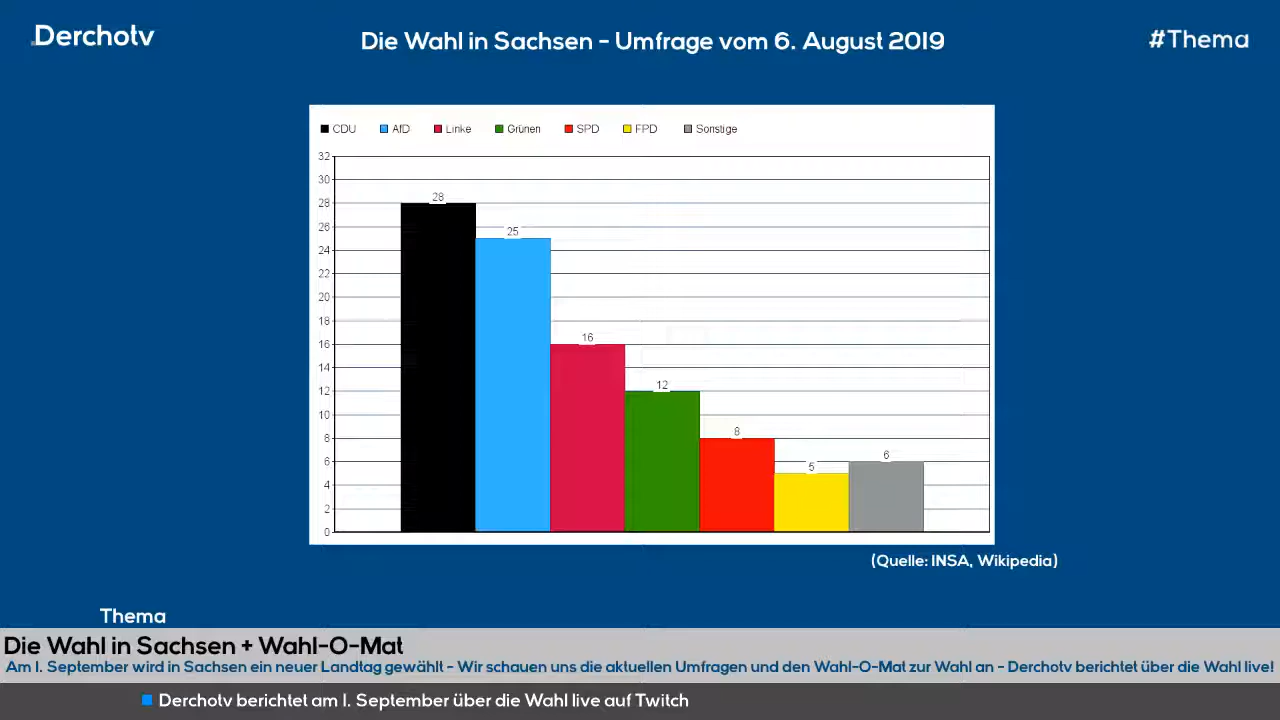 .Derchotv
Die Wahl in Sachsen - Umfrage vom 6. August 2019
#Thema
CDU AfD Linke Grünen SPD FPD Sonstige
32
30
28
26
24
22
20
18
16
14
12
10
8
6
4
2
0
28
25
16
12
8
5
6
(Quelle: INSA, Wikipedia)
Thema
Die Wahl in Sachsen + Wahl-O-Mat
Am 1. September wird in Sachsen ein neuer Landtag gewählt - Wir schauen uns die aktuellen Umfragen und den Wahl-O-Mat zur Wahl an - Derchotv berichtet über die Wahl live!
Derchotv berichtet am 1. September über die Wahl live auf Twitch